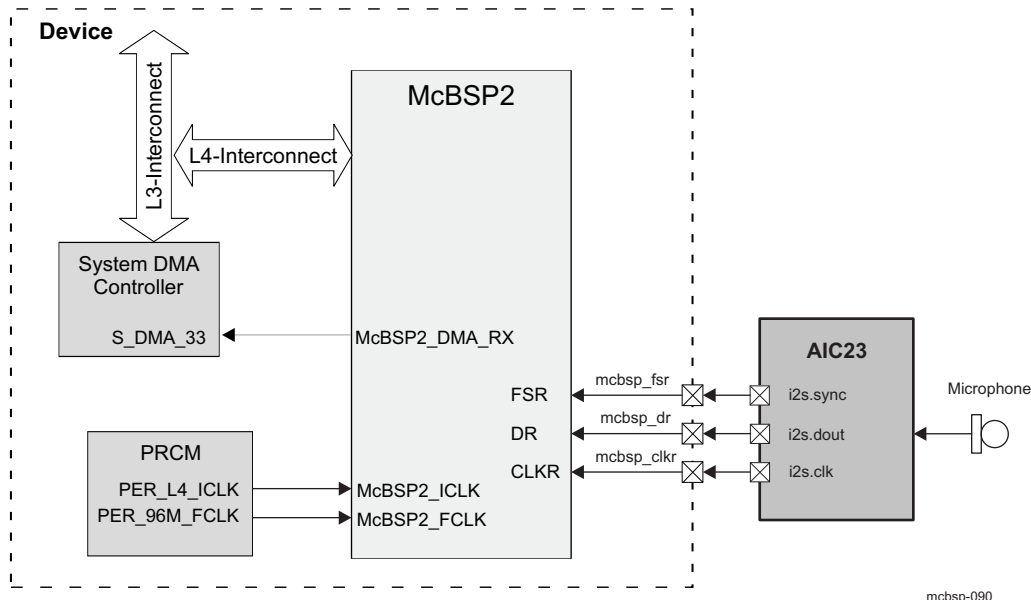 Device
McBSP2
L3-Interconnect
L4-Interconnect
System DMA
Controller
S_DMA_33
McBSP2_DMA_RX
AIC23
FSR
mcbsp_fsr
i2s.sync
Microphone
DR
mcbsp_dr
i2s.dout
CLKR
mcbsp_clkr
i2s.clk
PRCM
PER_L4_ICLK
McBSP2_ICLK
PER_96M_FCLK
McBSP2_FCLK
mcbsp-090